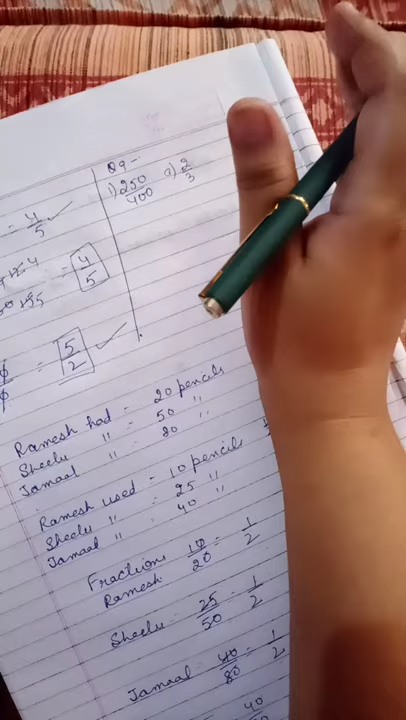 = 4/5 ✓
= 4/5
= 5/2 ✓
Q9-
i) 250/400 a) 2/3
Ramesh had - 20 pencils
Sheelu " = 50 "
Jamaal " = 80 "
Ramesh used - 10 pencils
Sheelu " = 25 "
Jamaal " = 40 "
Fractions
Ramesh 10/20 = 1/2
Sheelu - 25/50 = 1/2
Jamaal - 40/80 = 1/2
40